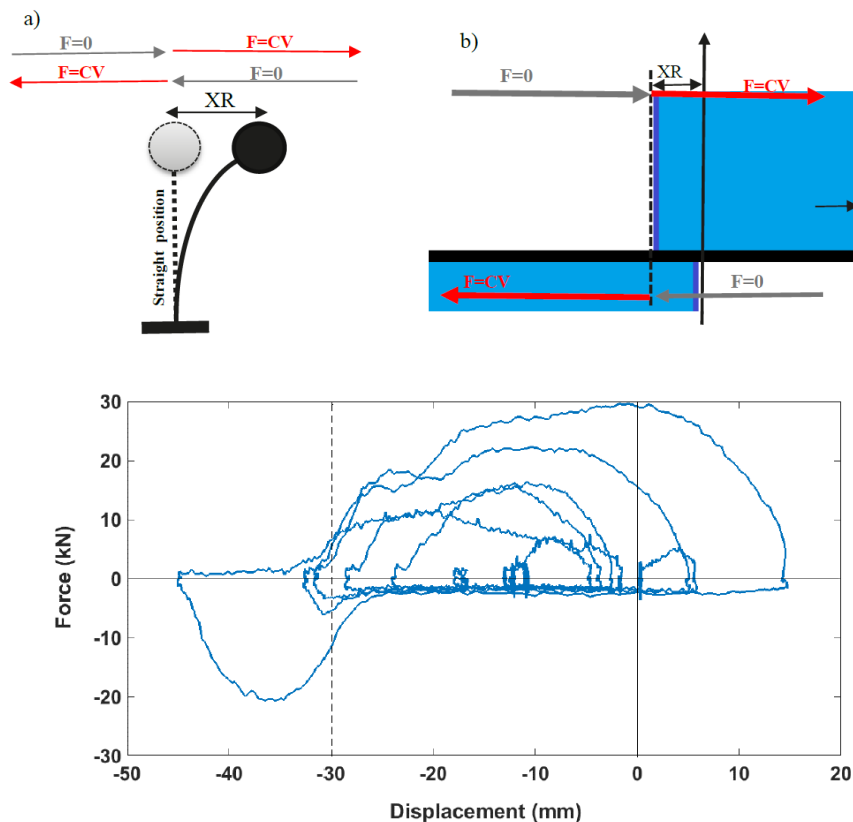 a)
F=0 F=CV
F=CV F=0
XR
Straight position
b)
XR
F=0 F=CV
F=CV F=0
30
20
10
0
-10
-20
-30
Force (kN)
-50 -40 -30 -20 -10 0 10 20
Displacement (mm)